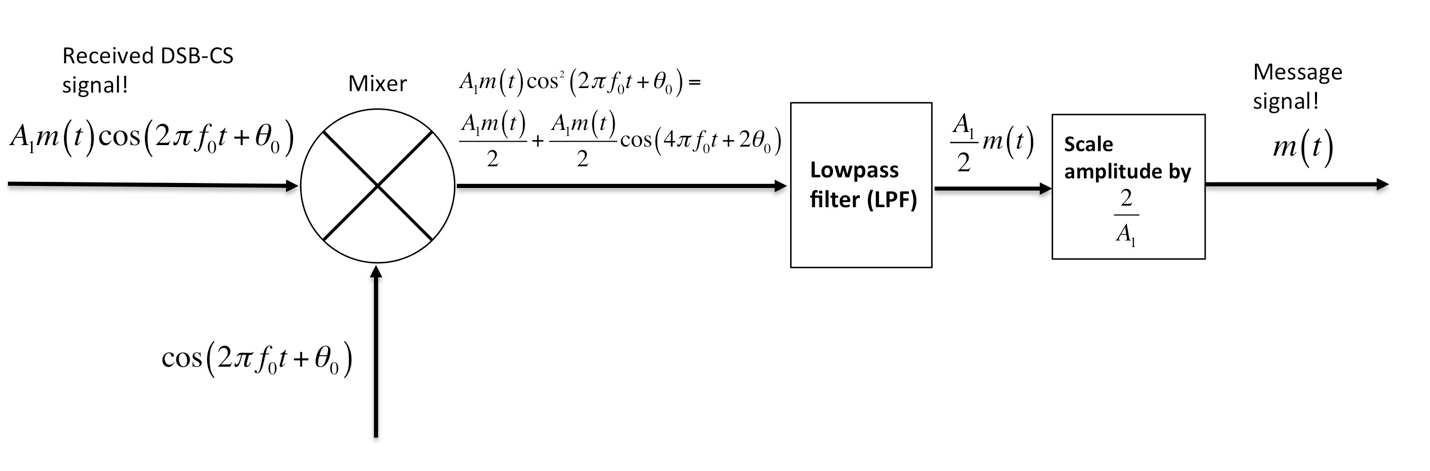 Received DSB-CS
signal!
A₁m(t)cos(2πf₀t+θ₀)
Mixer
A₁m(t)cos²(2πf₀t+θ₀)=
A₁m(t)/2 + A₁m(t)/2 cos(4πf₀t+2θ₀)
cos(2πf₀t+θ₀)
Lowpass
filter (LPF)
A₁/2 m(t)
Scale
amplitude by
2/A₁
Message
signal!
m(t)